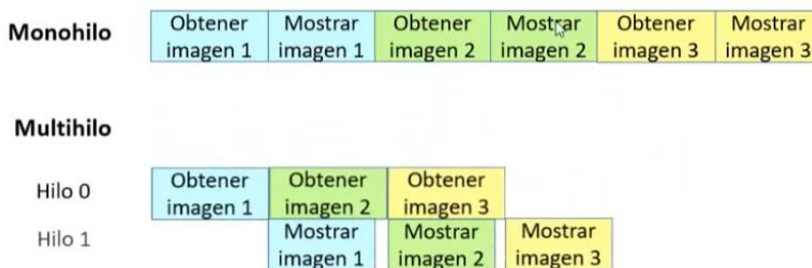 Monohilo
Obtener Mostrar Obtener Mostrar Obtener Mostrar
imagen 1 imagen 1 imagen 2 imagen 2 imagen 3 imagen 3
Multihilo
Hilo 0
Obtener Obtener Obtener
imagen 1 imagen 2 imagen 3
Hilo 1
Mostrar Mostrar Mostrar
imagen 1 imagen 2 imagen 3